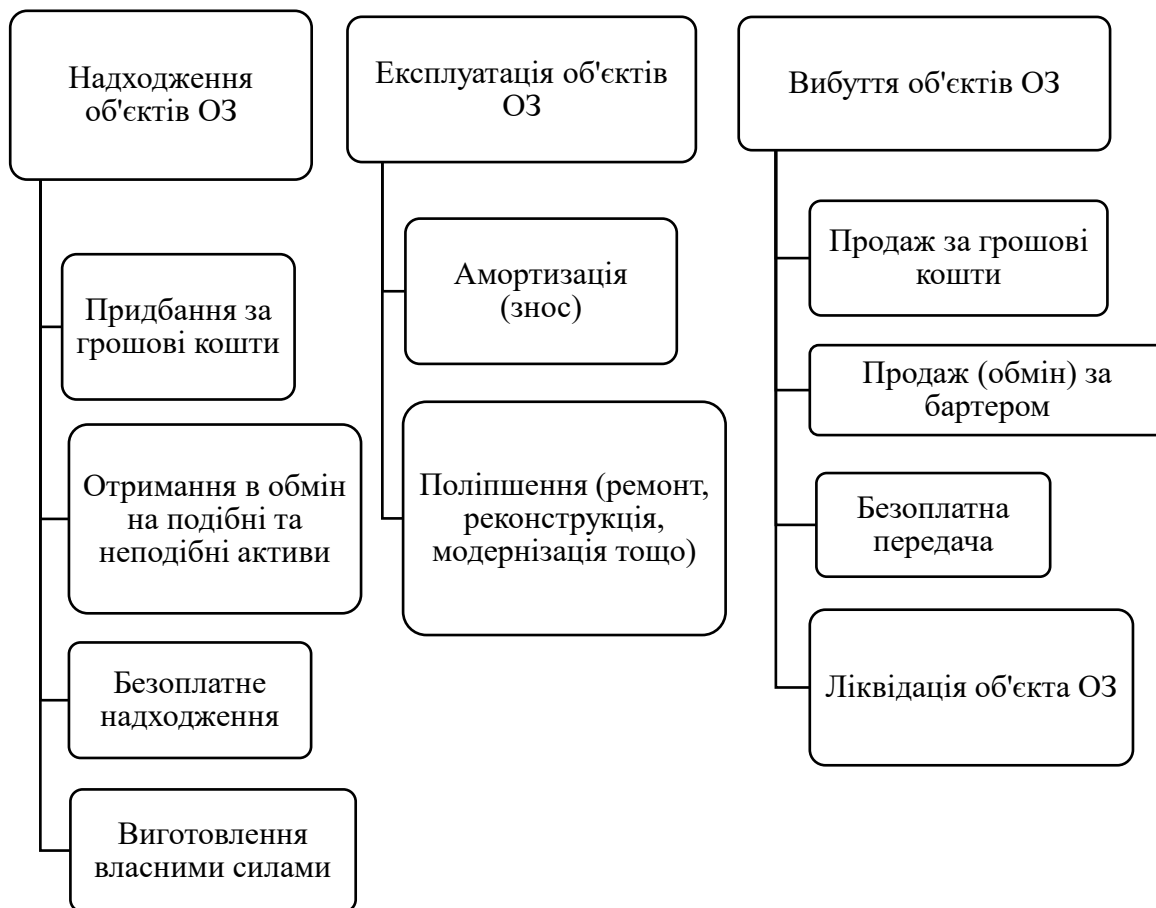 Надходження
об'єктів ОЗ
Придбання за
грошові кошти
Отримання в обмін
на подібні та
неподібні активи
Безоплатне
надходження
Виготовлення
власними силами
Експлуатація об'єктів
ОЗ
Амортизація
(знос)
Поліпшення (ремонт,
реконструкція,
модернізація тощо)
Вибуття об'єктів ОЗ
Продаж за грошові
кошти
Продаж (обмін) за
бартером
Безоплатна
передача
Ліквідація об'єкта ОЗ